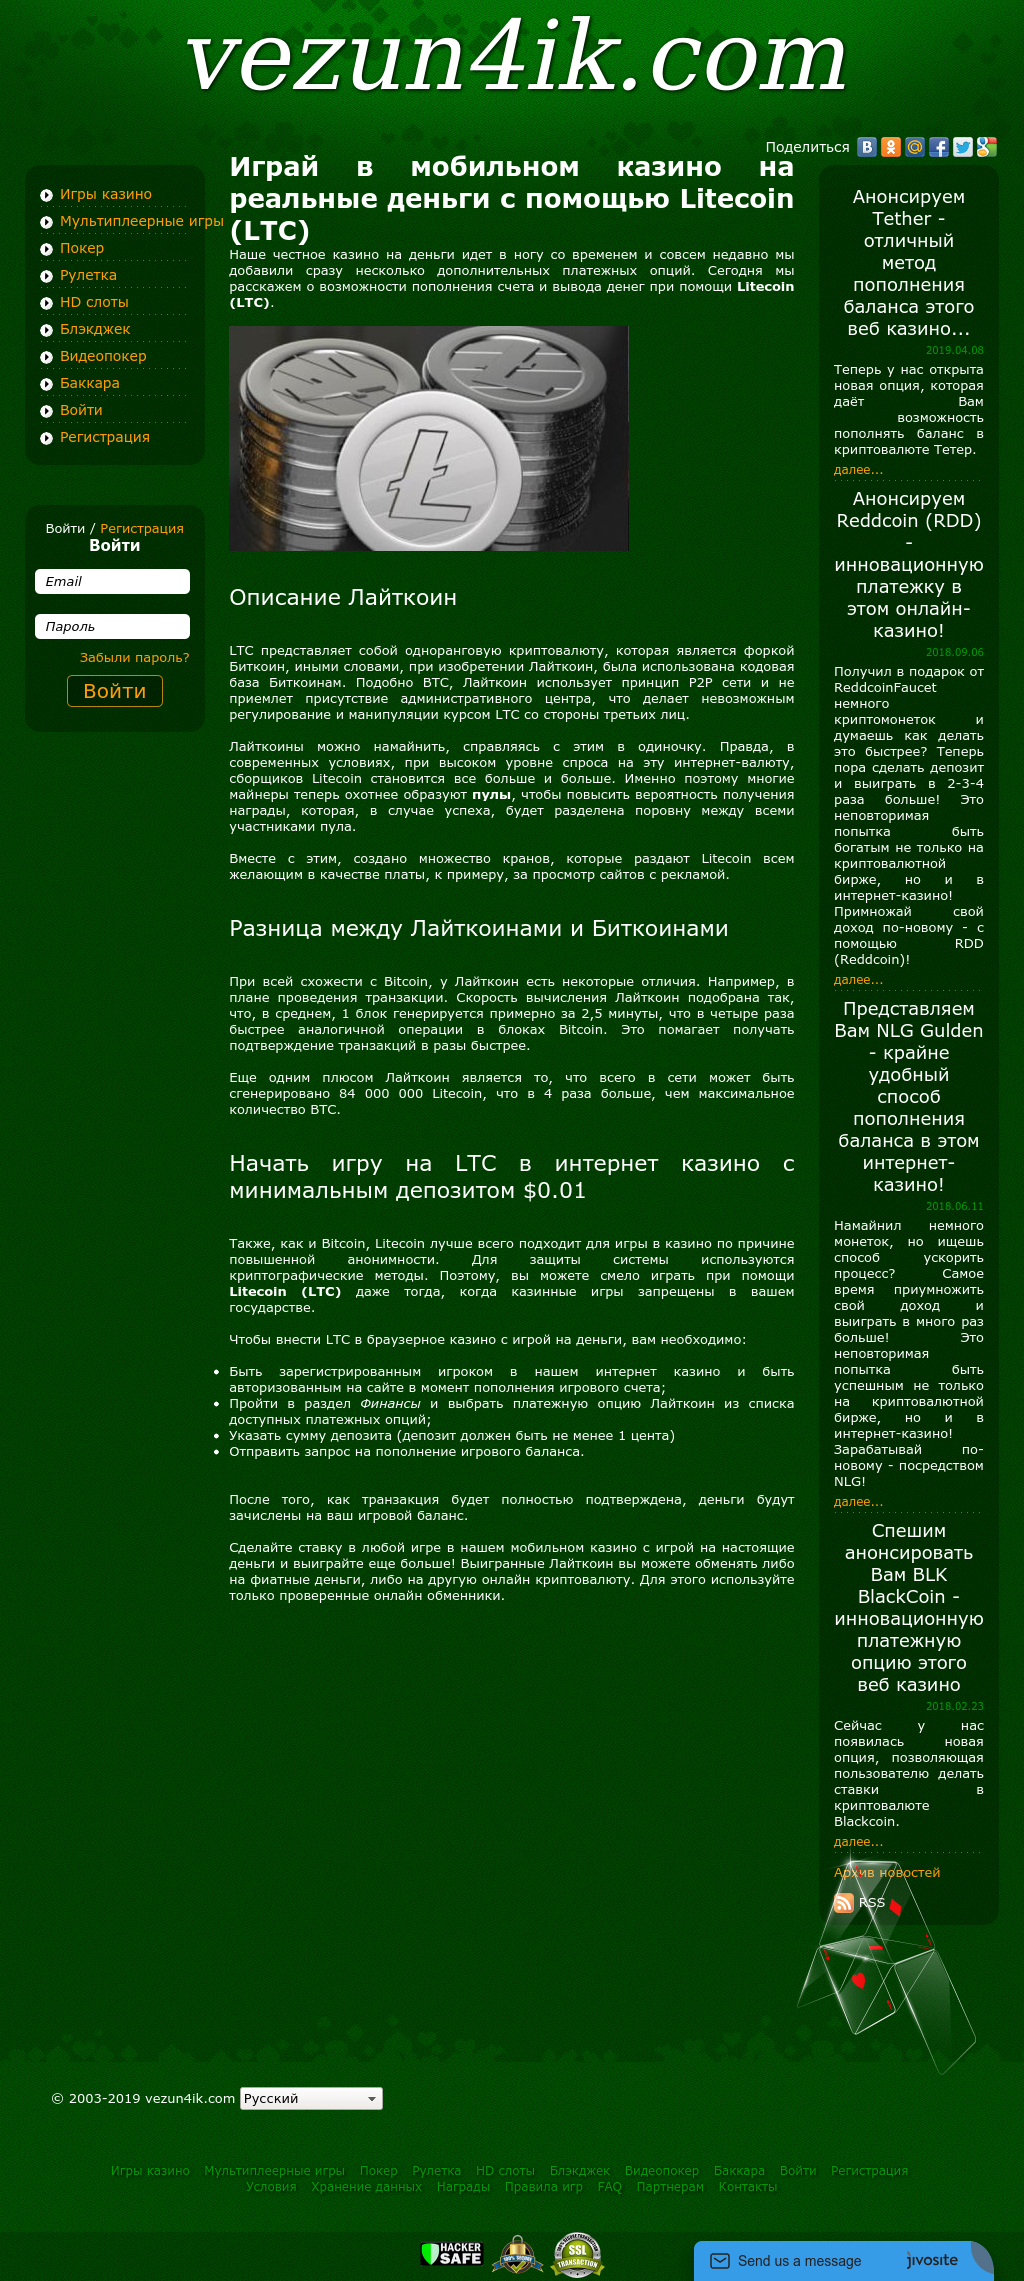 vezun4ik.com
Поделиться
Игры казино
Мультиплеерные игры
Покер
Рулетка
HD слоты
Блэкджек
Видеопокер
Баккара
Войти
Регистрация
Войти / Регистрация
Войти
Email
Пароль
Забыли пароль?
Войти
Играй в мобильном казино на
реальные деньги с помощью Litecoin
(LTC)
Наше честное казино на деньги идет в ногу со временем и совсем недавно мы
добавили сразу несколько дополнительных платежных опций. Сегодня мы
расскажем о возможности пополнения счета и вывода денег при помощи Litecoin
(LTC).
Описание Лайткоин
LTC представляет собой одноранговую криптовалюту, которая является форкой
Биткоин, иными словами, при изобретении Лайткоин, была использована кодовая
база Биткоинам. Подобно BTC, Лайткоин использует принцип P2P сети и не
приемлет присутствие административного центра, что делает невозможным
регулирование и манипуляции курсом LTC со стороны третьих лиц.
Лайткоины можно намайнить, справляясь с этим в одиночку. Правда, в
современных условиях, при высоком уровне спроса на эту интернет-валюту,
сборщиков Litecoin становится все больше и больше. Именно поэтому многие
майнеры теперь охотнее образуют пулы, чтобы повысить вероятность получения
награды, которая, в случае успеха, будет разделена поровну между всеми
участниками пула.
Вместе с этим, создано множество кранов, которые раздают Litecoin всем
желающим в качестве платы, к примеру, за просмотр сайтов с рекламой.
Разница между Лайткоинами и Биткоинами
При всей схожести с Bitcoin, у Лайткоин есть некоторые отличия. Например, в
плане проведения транзакции. Скорость вычисления Лайткоин подобрана так,
что, в среднем, 1 блок генерируется примерно за 2,5 минуты, что в четыре раза
быстрее аналогичной операции в блоках Bitcoin. Это помагает получать
подтверждение транзакций в разы быстрее.
Еще одним плюсом Лайткоин является то, что всего в сети может быть
сгенерировано 84 000 000 Litecoin, что в 4 раза больше, чем максимальное
количество BTC.
Начать игру на LTC в интернет казино с
минимальным депозитом $0.01
Также, как и Bitcoin, Litecoin лучше всего подходит для игры в казино по причине
повышенной анонимности. Для защиты системы используются
криптографические методы. Поэтому, вы можете смело играть при помощи
Litecoin (LTC) даже тогда, когда казинные игры запрещены в вашем
государстве.
Чтобы внести LTC в браузерное казино с игрой на деньги, вам необходимо:
Быть зарегистрированным игроком в нашем интернет казино и быть
авторизованным на сайте в момент пополнения игрового счета;
Пройти в раздел Финансы и выбрать платежную опцию Лайткоин из списка
доступных платежных опций;
Указать сумму депозита (депозит должен быть не менее 1 цента)
Отправить запрос на пополнение игрового баланса.
После того, как транзакция будет полностью подтверждена, деньги будут
зачислены на ваш игровой баланс.
Сделайте ставку в любой игре в нашем мобильном казино с игрой на настоящие
деньги и выиграйте еще больше! Выигранные Лайткоин вы можете обменять либо
на фиатные деньги, либо на другую онлайн криптовалюту. Для этого используйте
только проверенные онлайн обменники.
Анонсируем
Tether -
отличный
метод
пополнения
баланса этого
веб казино...
2019.04.08
Теперь у нас открыта
новая опция, которая
даёт Вам
возможность
пополнять баланс в
криптовалюте Тетер.
далее...
Анонсируем
Reddcoin (RDD)
-
инновационную
платежку в
этом онлайн-
казино!
2018.09.06
Получил в подарок от
ReddcoinFaucet
немного
криптомонеток и
думаешь как делать
это быстрее? Теперь
пора сделать депозит
и выиграть в 2-3-4
раза больше! Это
неповторимая
попытка быть
богатым не только на
криптовалютной
бирже, но и в
интернет-казино!
Примножай свой
доход по-новому - с
помощью RDD
(Reddcoin)!
далее...
Представляем
Вам NLG Gulden
- крайне
удобный
способ
пополнения
баланса в этом
интернет-
казино!
2018.06.11
Намайнил немного
монеток, но ищешь
способ ускорить
процесс? Самое
время приумножить
свой доход и
выиграть в много раз
больше! Это
неповторимая
попытка быть
успешным не только
на криптовалютной
бирже, но и в
интернет-казино!
Зарабатывай по-
новому - посредством
NLG!
далее...
Спешим
анонсировать
Вам BLK
BlackCoin -
инновационную
платежную
опцию этого
веб казино
2018.02.23
Сейчас у нас
появилась новая
опция, позволяющая
пользователю делать
ставки в
криптовалюте
Blackcoin.
далее...
Архив новостей
RSS
© 2003-2019 vezun4ik.com Русский
Игры казино Мультиплеерные игры Покер Рулетка HD слоты Блэкджек Видеопокер Баккара Войти Регистрация
Условия Хранение данных Награды Правила игр FAQ Партнерам Контакты
HACKER
SAFE
100% SECURE
SSL
TRANSACTION
Send us a message
jivosite